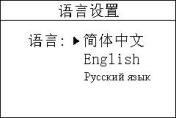 语言设置
语言: ▶简体中文
English
Русский язык